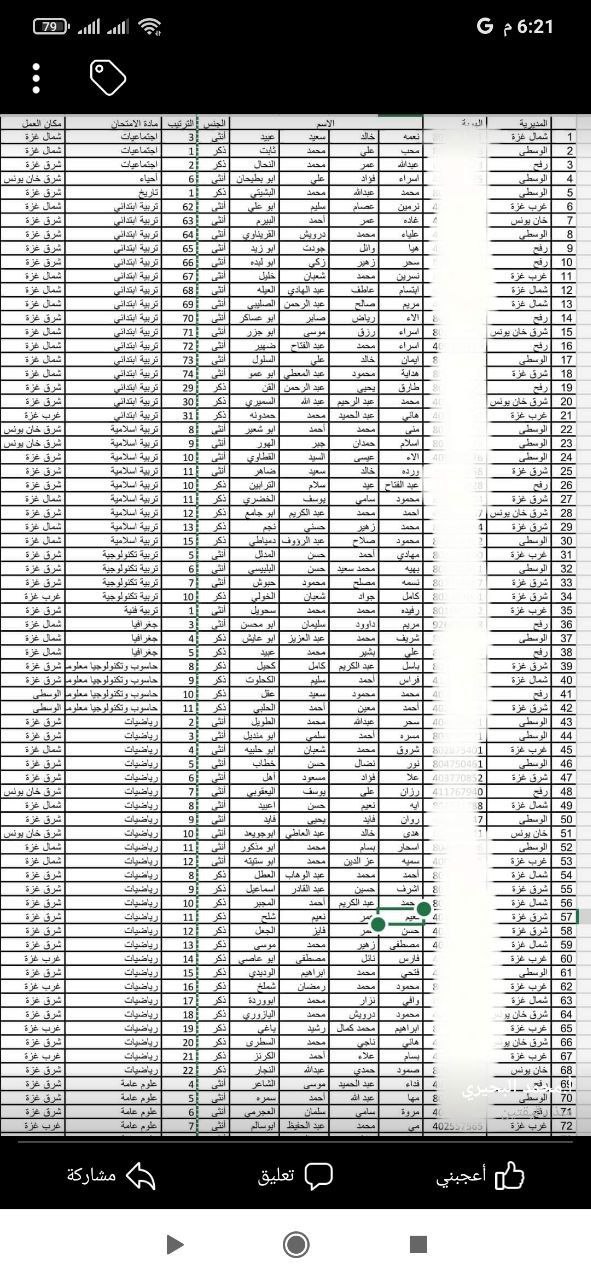 79 G 6:21 م
المديرية الهوية الاسم الجنس الترتيب مادة الامتحان مكان العمل
1 شمال غزة نعمه خالد سعيد عبيد أنثى 3 اجتماعيات شمال غزة
2 الوسطى محب علي محمد ثابت ذكر 1 اجتماعيات شمال غزة
3 رفح عبدالله عمر محمد النحال ذكر 2 اجتماعيات شرق غزة
4 الوسطى اسراء فؤاد علي ابو بطيحان أنثى 6 أحياء شرق خان يونس
5 الوسطى محمد عبدالله محمد البشيتي ذكر 1 تاريخ شرق غزة
6 غرب غزة نرمين عصام سليم ابو علي أنثى 62 تربية ابتدائي شمال غزة
7 خان يونس غاده عمر أحمد البيرم أنثى 63 تربية ابتدائي شرق غزة
8 الوسطى علياء محمد درويش القريناوي أنثى 64 تربية ابتدائي شرق غزة
9 رفح هيا وائل جودت ابو زيد أنثى 65 تربية ابتدائي شرق غزة
10 رفح سحر زهير زكي ابو لبده أنثى 66 تربية ابتدائي شرق غزة
11 غرب غزة نسرين محمد شعبان خليل أنثى 67 تربية ابتدائي شمال غزة
12 شمال غزة ابتسام عاطف عبد الهادي العيله أنثى 68 تربية ابتدائي شمال غزة
13 شمال غزة مريم صالح عبد الرحمن الصليبي أنثى 69 تربية ابتدائي شمال غزة
14 رفح الاء رياض صابر ابو عساكر أنثى 70 تربية ابتدائي شرق غزة
15 شرق خان يونس اسراء رزق موسى ابو جزر أنثى 71 تربية ابتدائي شرق غزة
16 رفح اسراء محمد عبد الفتاح ضهير أنثى 72 تربية ابتدائي شرق غزة
17 الوسطى ايمان خالد علي السلول أنثى 73 تربية ابتدائي شمال غزة
18 شرق غزة هداية محمود عبد المعطي ابو عمو أنثى 74 تربية ابتدائي شرق غزة
19 رفح طارق يحيى عبد الرحمن القن ذكر 29 تربية ابتدائي شرق غزة
20 شرق خان يونس محمد عبد الرحيم عبد الله السميري ذكر 30 تربية ابتدائي شرق غزة
21 غرب غزة هاني عبد الحميد محمد حمدونه ذكر 31 تربية ابتدائي غرب غزة
22 الوسطى منى محمد أحمد ابو شعير أنثى 8 تربية اسلامية شرق خان يونس
23 الوسطى اسلام حمدان جبر الهور أنثى 9 تربية اسلامية شرق خان يونس
24 الوسطى الاء عيسى السيد القطاوي أنثى 10 تربية اسلامية شرق غزة
25 شرق غزة ورده خالد سعيد ضاهر أنثى 11 تربية اسلامية شرق غزة
26 رفح عبد الفتاح عيد سلام الترابين ذكر 10 تربية اسلامية شرق غزة
27 شرق غزة محمود سامي يوسف الخضري ذكر 11 تربية اسلامية شمال غزة
28 شرق خان يونس احمد محمد عبد الكريم ابو جامع ذكر 12 تربية اسلامية شرق غزة
29 شرق غزة محمد زهير حسني نجم ذكر 13 تربية اسلامية شمال غزة
30 الوسطى محمود صلاح عبد الرؤوف دمياطي ذكر 15 تربية اسلامية شمال غزة
31 غرب غزة مهادي أحمد حسن المدلل أنثى 5 تربية تكنولوجية شرق غزة
32 الوسطى بهيه محمد سعيد حسن البلبيسي أنثى 6 تربية تكنولوجية شرق غزة
33 شرق غزة نسمه مصلح محمود حبوش أنثى 7 تربية تكنولوجية شرق غزة
34 شرق غزة كامل جواد شعبان الخولي ذكر 10 تربية تكنولوجية غرب غزة
35 غرب غزة رفيده محمد محمد سحويل أنثى 1 تربية فنية شرق غزة
36 رفح مريم داوود سليمان ابو محسن أنثى 3 جغرافيا شمال غزة
37 الوسطى شريف محمد عبد العزيز ابو عايش ذكر 4 جغرافيا شمال غزة
38 رفح علي بشير محمد عبيد ذكر 5 جغرافيا شمال غزة
39 شرق غزة باسل عبد الكريم كامل كحيل ذكر 8 حاسوب وتكنولوجيا معلوم شرق غزة
40 شمال غزة فراس أحمد سليم الكحلوت ذكر 9 حاسوب وتكنولوجيا معلوم شرق غزة
41 رفح محمد محمود سعيد عقل ذكر 10 حاسوب وتكنولوجيا معلوم الوسطى
42 شرق غزة أحمد معين أحمد الحلبي ذكر 11 حاسوب وتكنولوجيا معلوم الوسطى
43 الوسطى سحر عبدالله محمد الطويل أنثى 2 رياضيات شرق غزة
44 الوسطى مسره أحمد سلمي ابو منديل أنثى 3 رياضيات شرق غزة
45 غرب غزة شروق محمد شعبان ابو حلبيه أنثى 4 رياضيات شمال غزة
46 الوسطى 804750461 نور نضال حسن خطاب أنثى 5 رياضيات شرق غزة
47 شرق غزة علا فؤاد مسعود أهل أنثى 6 رياضيات شرق غزة
48 رفح 411767940 رزان علي يوسف اليعقوبي أنثى 7 رياضيات شرق خان يونس
49 شمال غزة ايه نعيم حسن اعبيد أنثى 8 رياضيات شمال غزة
50 الوسطى روان فايد يحيى فايد أنثى 9 رياضيات شرق غزة
51 خان يونس هدى خالد عبد العاطي ابوجويعد أنثى 10 رياضيات شرق خان يونس
52 الوسطى اسحار بسام محمد ابو مذكور أنثى 11 رياضيات شمال غزة
53 غرب غزة سميه عز الدين محمد ابو ستيته أنثى 12 رياضيات شمال غزة
54 شرق غزة أحمد محمد عبد الوهاب العطل ذكر 8 رياضيات شرق غزة
55 شرق غزة اشرف حسين عبد القادر اسماعيل ذكر 9 رياضيات شرق غزة
56 شمال غزة عبد الكريم أحمد المجبر ذكر 10 رياضيات شرق غزة
57 شرق غزة نعيم شلح ذكر 11 رياضيات شرق غزة
58 شرق غزة حسن فايز الجعل ذكر 12 رياضيات شرق غزة
59 شمال غزة مصطفى زهير محمد موسى ذكر 13 رياضيات شرق غزة
60 غرب غزة فارس نائل مصطفى ابو عاصي ذكر 14 رياضيات غرب غزة
61 الوسطى فتحي محمد ابراهيم الوديدي ذكر 15 رياضيات شرق غزة
62 غرب غزة محمود محمد رمضان شملخ ذكر 16 رياضيات غرب غزة
63 شمال غزة وافي نزار محمد ابووردة ذكر 17 رياضيات شرق غزة
64 شرق خان يونس محمود درويش محمد اليازوري ذكر 18 رياضيات شرق غزة
65 غرب غزة ابراهيم محمد كمال رشيد ياغي ذكر 19 رياضيات غرب غزة
66 شرق خان يونس هاني ناجي محمد السطرى ذكر 20 رياضيات شرق غزة
67 غرب غزة بسام علاء أحمد الكرنز ذكر 21 رياضيات غرب غزة
68 خان يونس صمود حمدي عبدالله النجار ذكر 22 رياضيات شرق غزة
69 رفح فداء عبد الحميد موسى الشاعر أنثى 4 علوم عامة شرق غزة
70 الوسطى مها عبد الله أحمد سمره أنثى 5 علوم عامة شرق غزة
71 رفح مروة سامي سلمان العجرمي أنثى 6 علوم عامة شرق غزة
72 غرب غزة 402557565 مي محمد عبد الحفيظ ابوسالم أنثى 7 علوم عامة غرب غزة
البحيري
أعجبني تعليق مشاركة